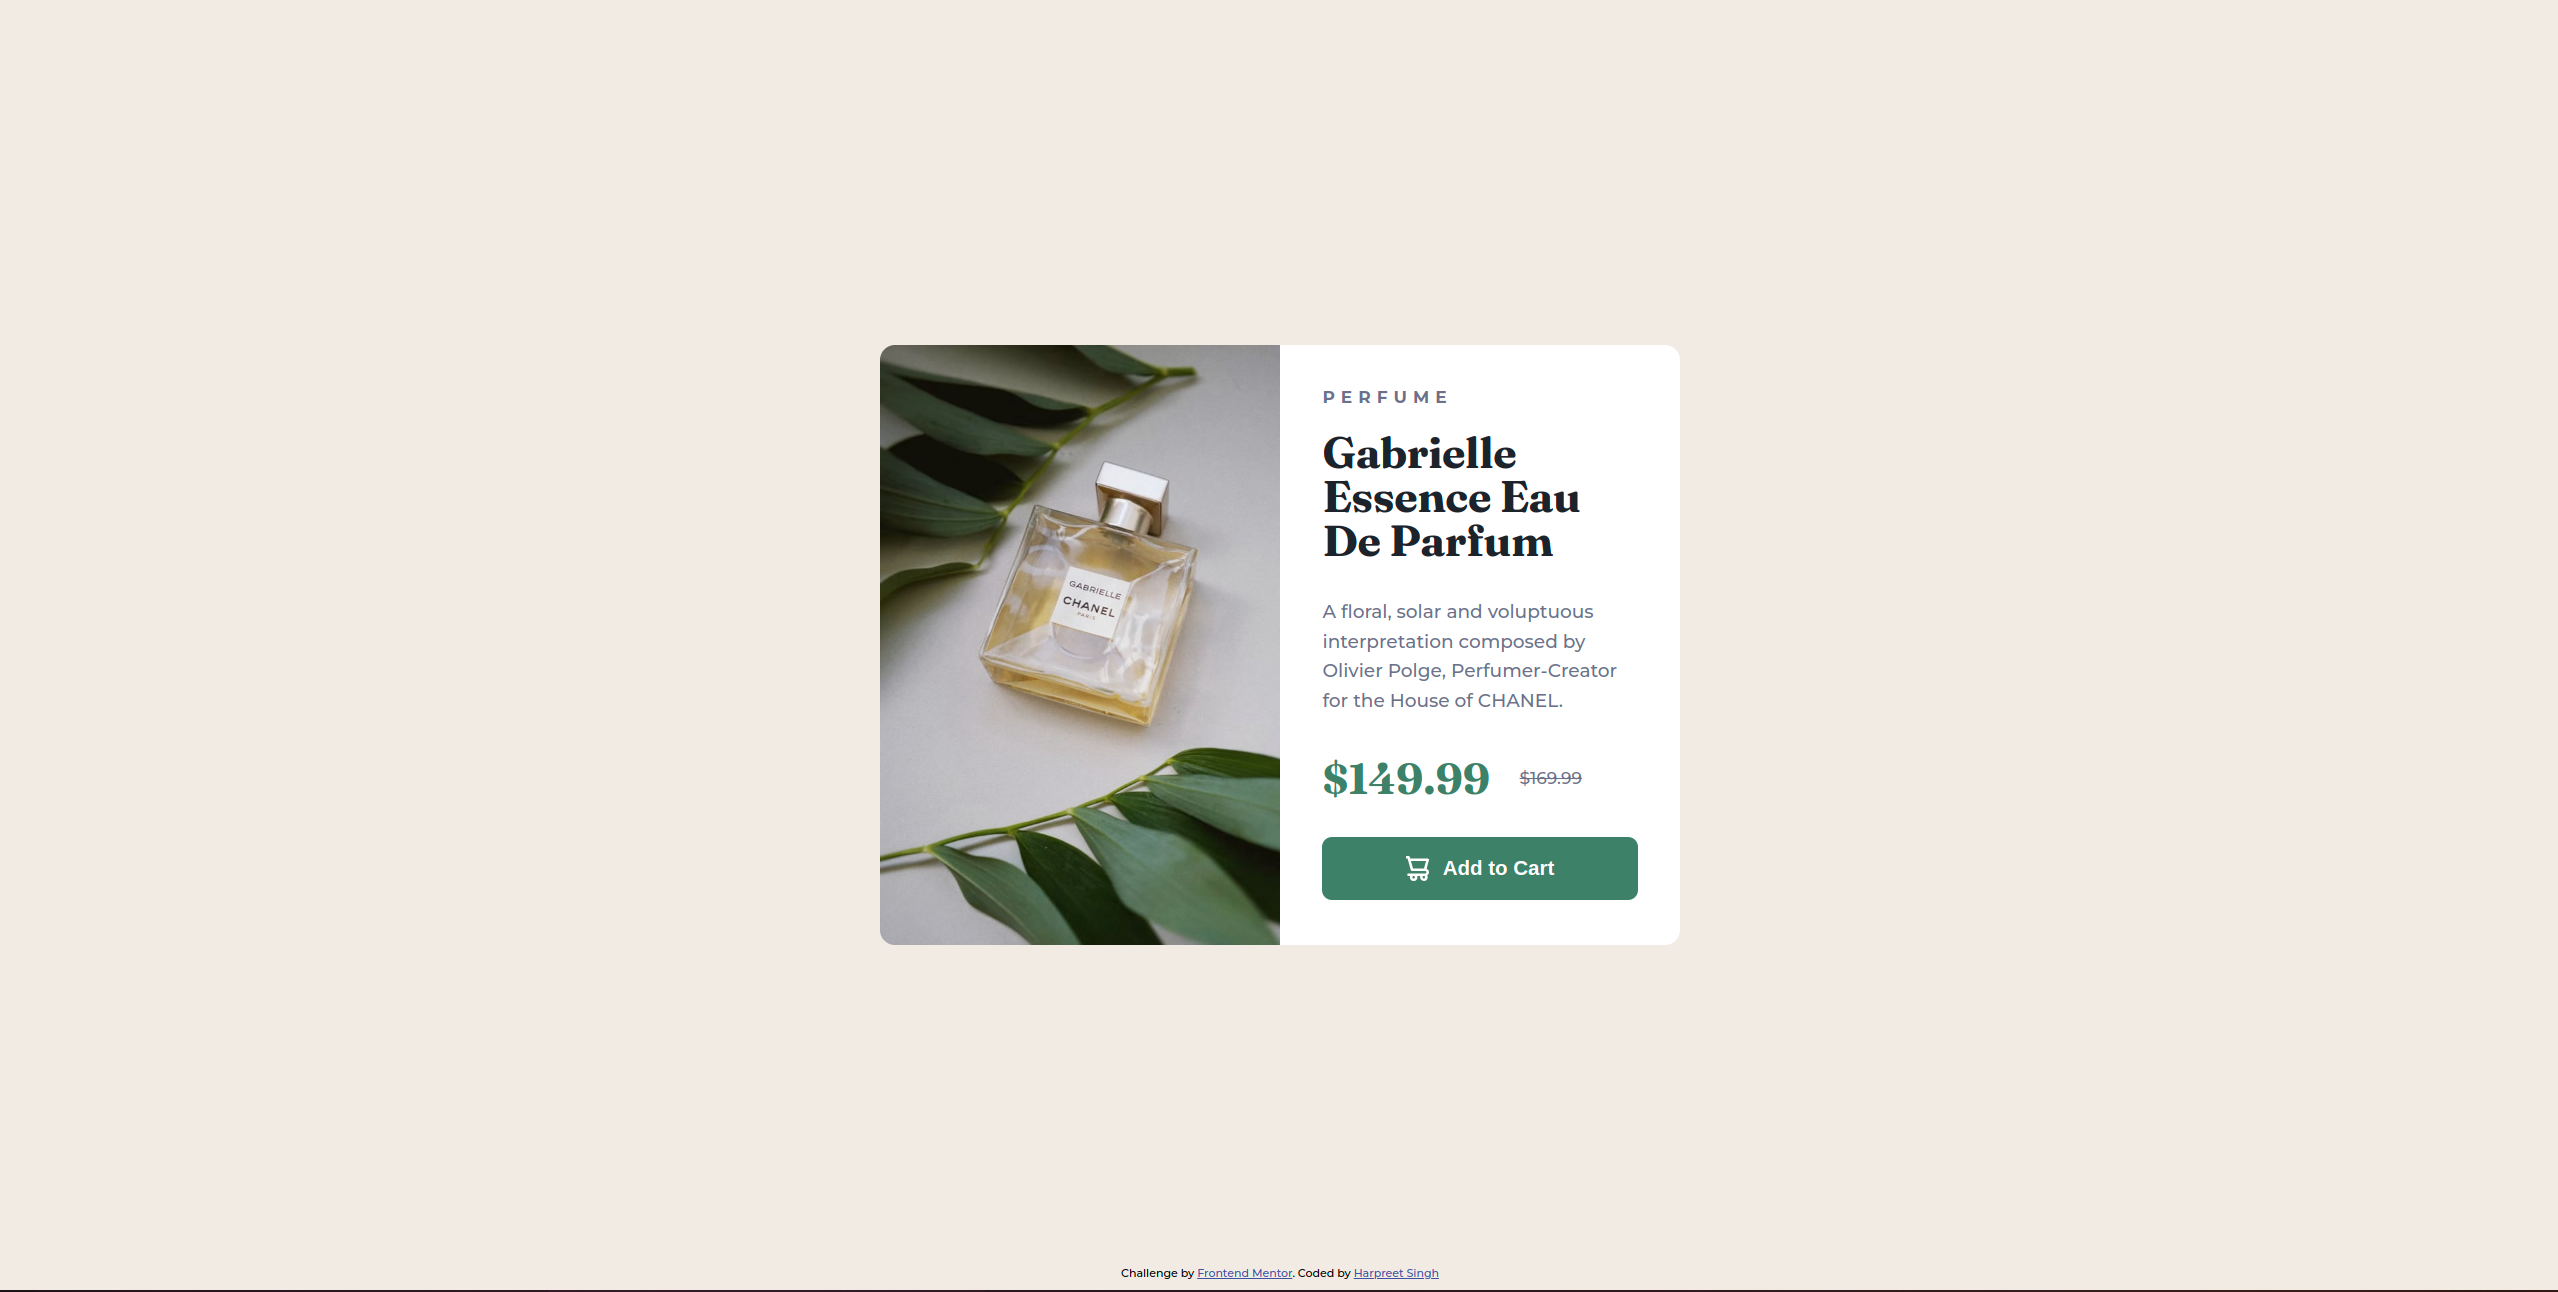 GABRIELLE
CHANEL
PARIS
PERFUME
Gabrielle
Essence Eau
De Parfum
A floral, solar and voluptuous
interpretation composed by
Olivier Polge, Perfumer-Creator
for the House of CHANEL.
$149.99 $169.99
Add to Cart
Challenge by Frontend Mentor. Coded by Harpreet Singh